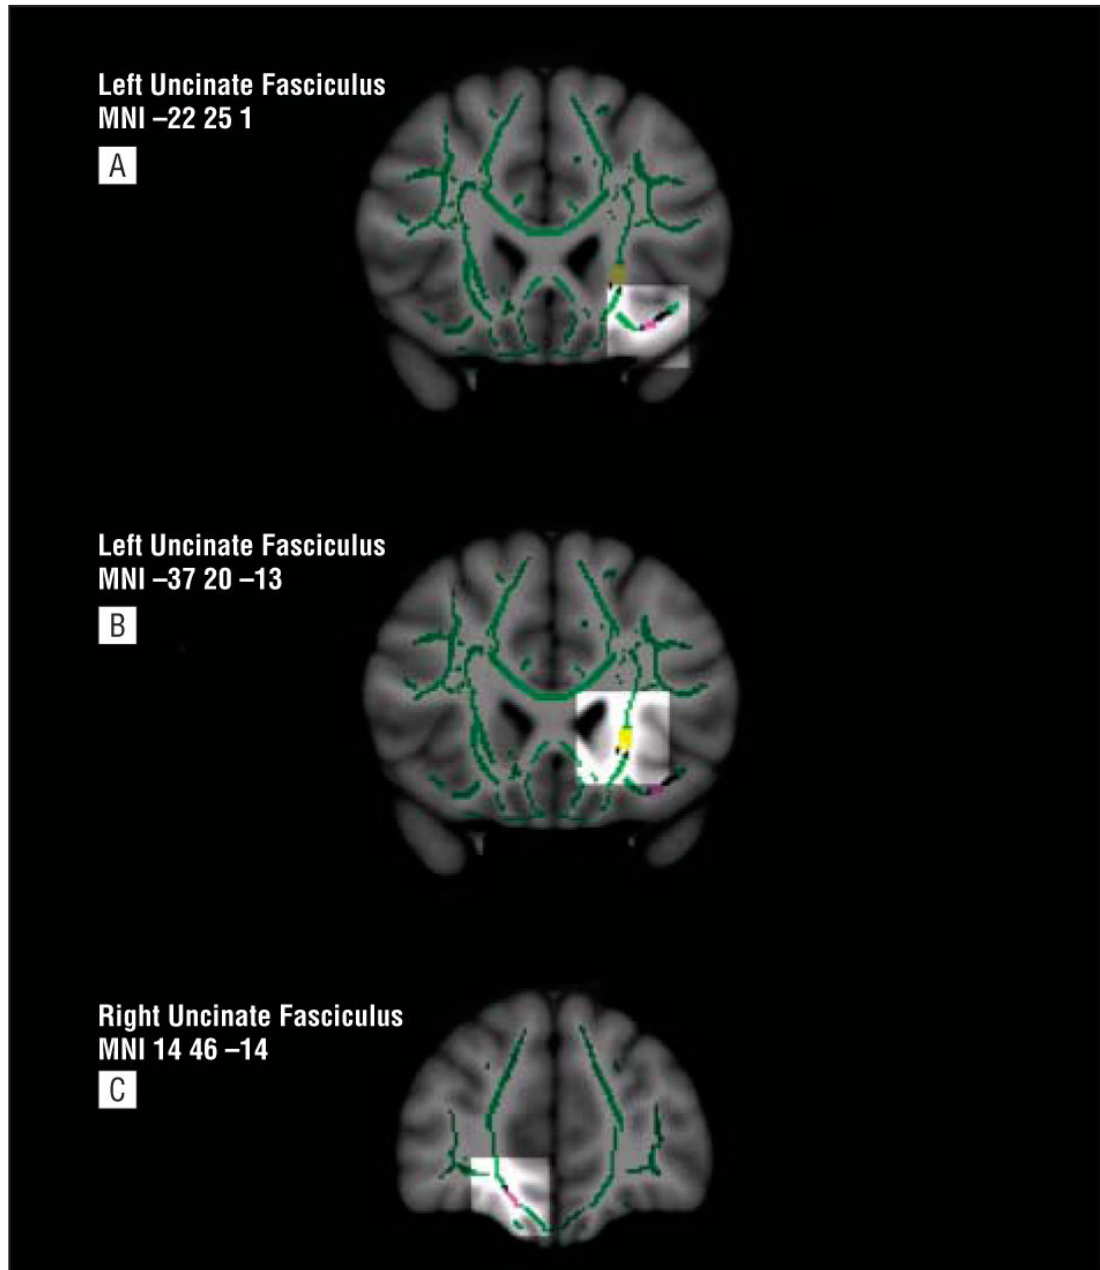 Left Uncinate Fasciculus
MNI –22 25 1
A
Left Uncinate Fasciculus
MNI –37 20 –13
B
Right Uncinate Fasciculus
MNI 14 46 –14
C